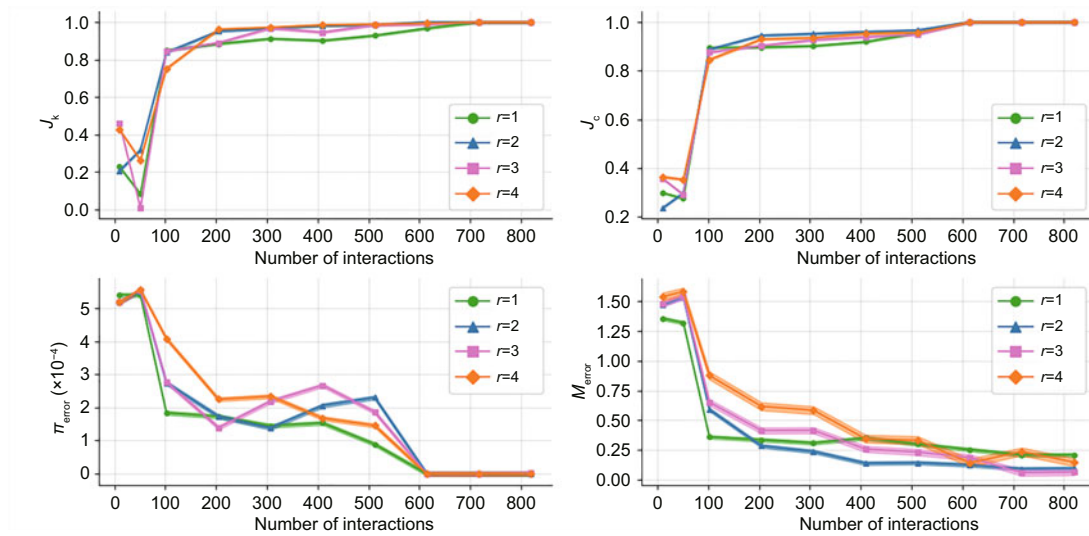 1.0
0.8
0.6
0.4
0.2
0.0
J_k
r=1
r=2
r=3
r=4
0 100 200 300 400 500 600 700 800
Number of interactions
1.0
0.8
0.6
0.4
0.2
J_c
r=1
r=2
r=3
r=4
0 100 200 300 400 500 600 700 800
Number of interactions
5
4
3
2
1
0
π_error (×10⁻⁴)
r=1
r=2
r=3
r=4
0 100 200 300 400 500 600 700 800
Number of interactions
1.50
1.25
1.00
0.75
0.50
0.25
0.00
M_error
r=1
r=2
r=3
r=4
0 100 200 300 400 500 600 700 800
Number of interactions